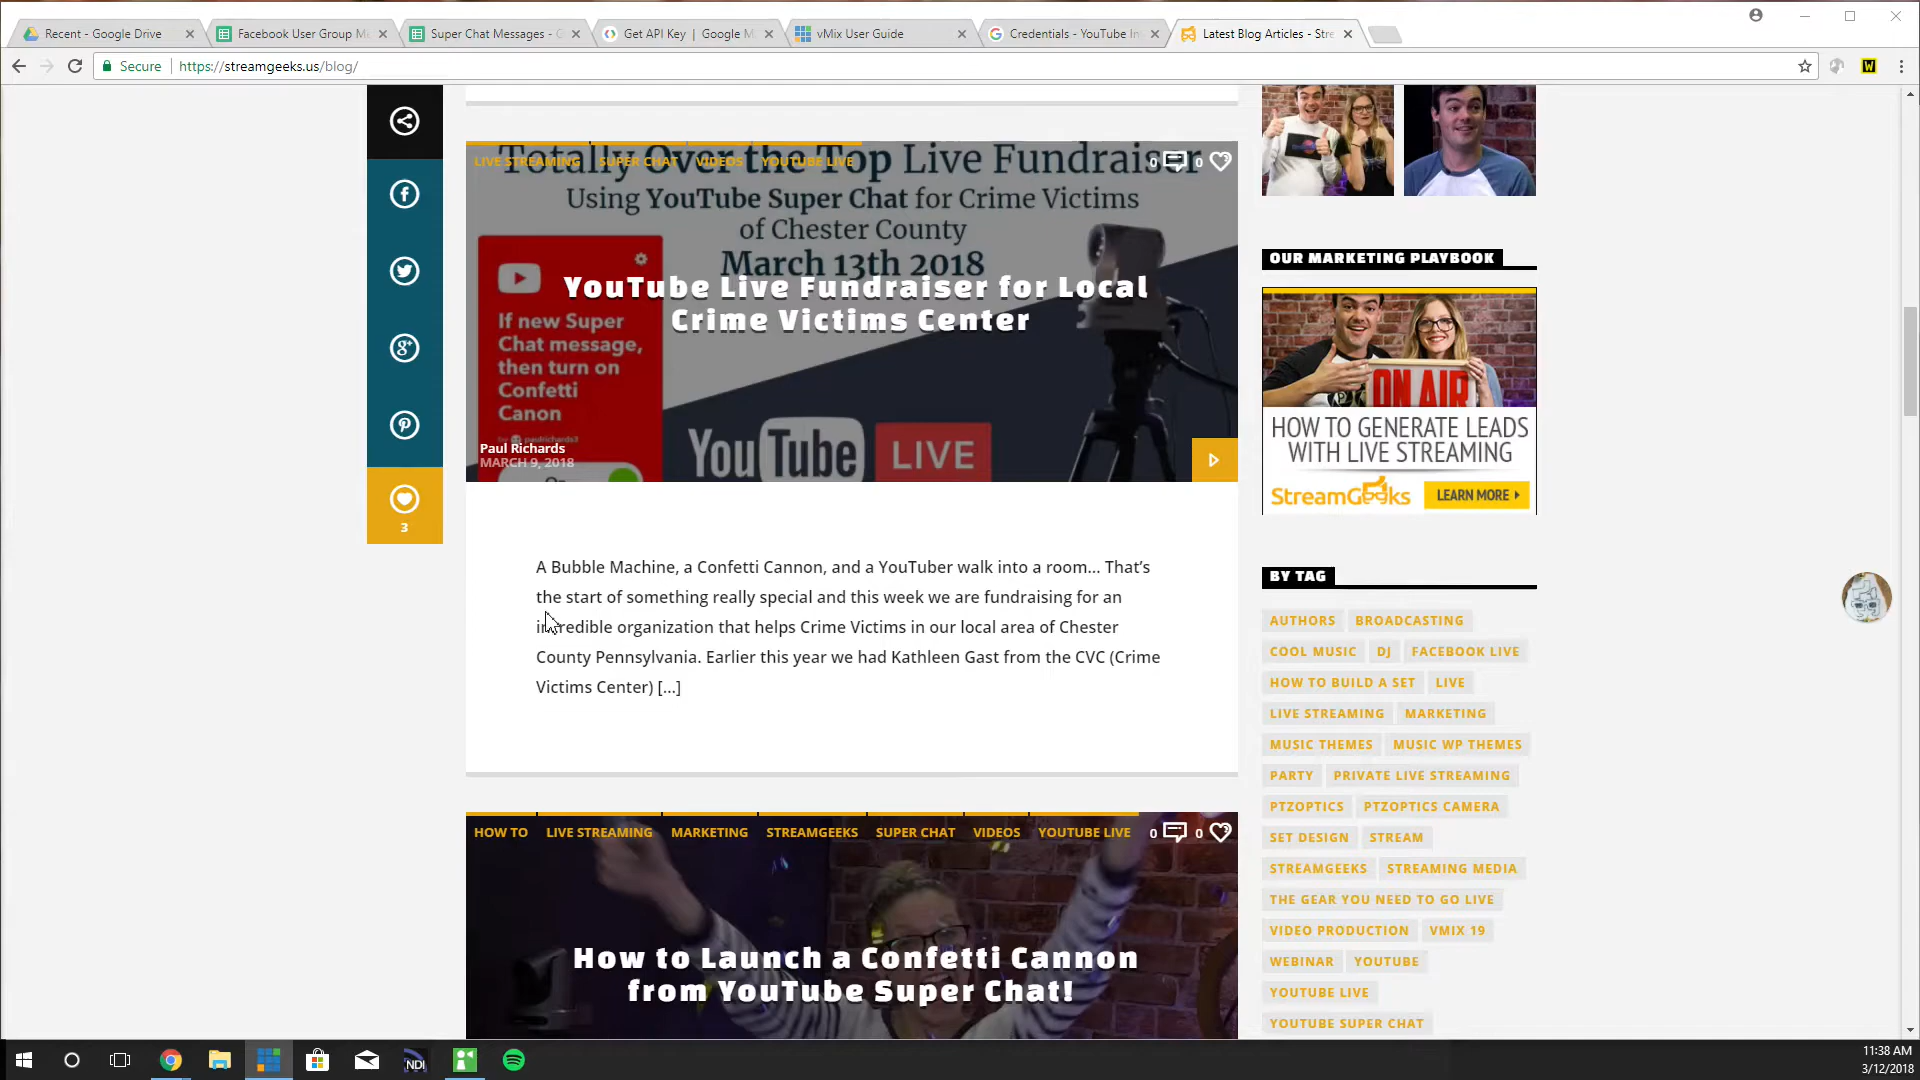 Recent - Google Drive
Facebook User Group M
Super Chat Messages - G
Get API Key | Google M
vMix User Guide
Credentials - YouTube In
Latest Blog Articles - Stre
Secure
https://streamgeeks.us/blog/
3
LIVE STREAMING SUPER CHAT VIDEOS YOUTUBE LIVE
0 0
Totally Over the Top Live Fundraiser
Using YouTube Super Chat for Crime Victims
of Chester County
March 13th 2018
YouTube Live Fundraiser for Local
Crime Victims Center
If new Super
Chat message,
then turn on
Confetti
Canon
by paulrichards3
On
YouTube LIVE
Paul Richards
MARCH 9, 2018
A Bubble Machine, a Confetti Cannon, and a YouTuber walk into a room... That's
the start of something really special and this week we are fundraising for an
incredible organization that helps Crime Victims in our local area of Chester
County Pennsylvania. Earlier this year we had Kathleen Gast from the CVC (Crime
Victims Center) [...]
HOW TO LIVE STREAMING MARKETING STREAMGEEKS SUPER CHAT VIDEOS YOUTUBE LIVE
0 0
How to Launch a Confetti Cannon
from YouTube Super Chat!
OUR MARKETING PLAYBOOK
ON AIR
HOW TO GENERATE LEADS
WITH LIVE STREAMING
StreamGeeks
LEARN MORE
BY TAG
AUTHORS BROADCASTING
COOL MUSIC DJ FACEBOOK LIVE
HOW TO BUILD A SET LIVE
LIVE STREAMING MARKETING
MUSIC THEMES MUSIC WP THEMES
PARTY PRIVATE LIVE STREAMING
PTZOPTICS PTZOPTICS CAMERA
SET DESIGN STREAM
STREAMGEEKS STREAMING MEDIA
THE GEAR YOU NEED TO GO LIVE
VIDEO PRODUCTION VMIX 19
WEBINAR YOUTUBE
YOUTUBE LIVE
YOUTUBE SUPER CHAT
NDI
11:38 AM
3/12/2018